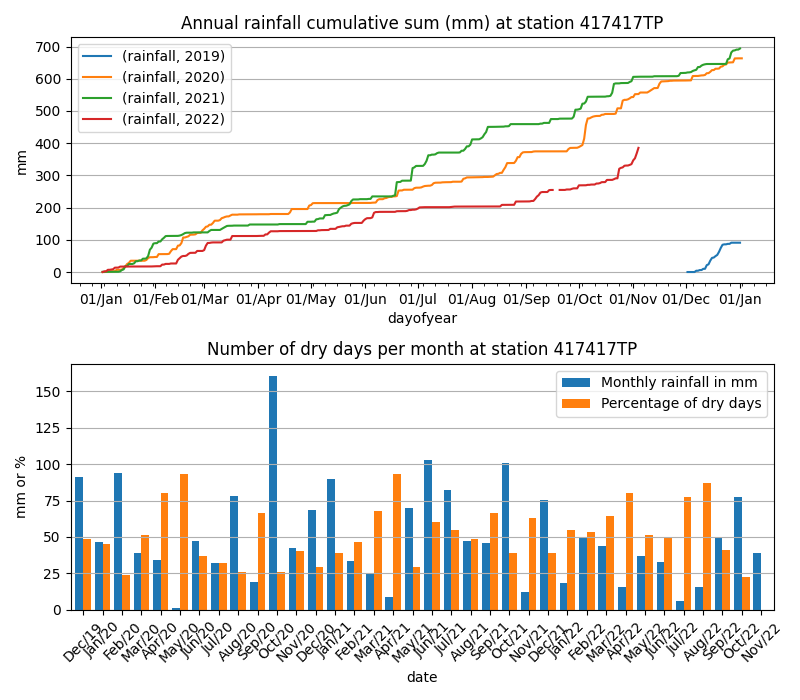 Annual rainfall cumulative sum (mm) at station 417417TP
700
600
500
400
300
200
100
0
mm
(rainfall, 2019)
(rainfall, 2020)
(rainfall, 2021)
(rainfall, 2022)
01/Jan 01/Feb 01/Mar 01/Apr 01/May 01/Jun 01/Jul 01/Aug 01/Sep 01/Oct 01/Nov 01/Dec 01/Jan
dayofyear
Number of dry days per month at station 417417TP
150
125
100
75
50
25
0
mm or %
Monthly rainfall in mm
Percentage of dry days
Dec/19 Jan/20 Feb/20 Mar/20 Apr/20 May/20 Jun/20 Jul/20 Aug/20 Sep/20 Oct/20 Nov/20 Dec/20 Jan/21 Feb/21 Mar/21 Apr/21 May/21 Jun/21 Jul/21 Aug/21 Sep/21 Oct/21 Nov/21 Dec/21 Jan/22 Feb/22 Mar/22 Apr/22 May/22 Jun/22 Jul/22 Aug/22 Sep/22 Oct/22 Nov/22
date